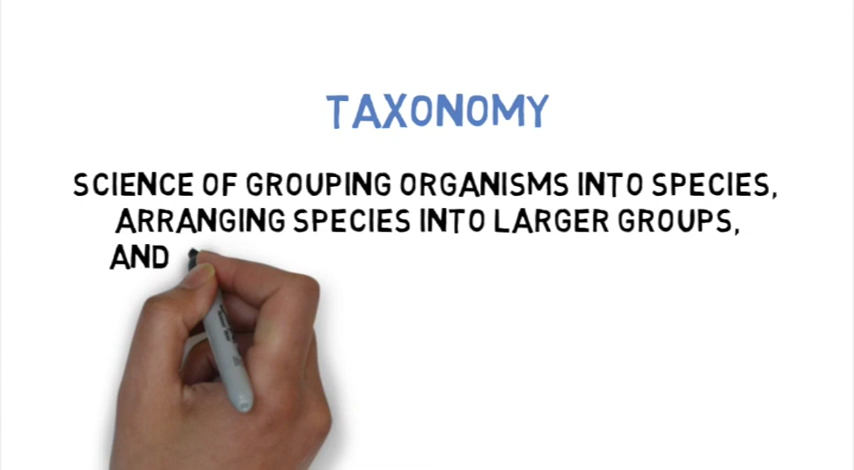 TAXONOMY
SCIENCE OF GROUPING ORGANISMS INTO SPECIES,
ARRANGING SPECIES INTO LARGER GROUPS,
AND